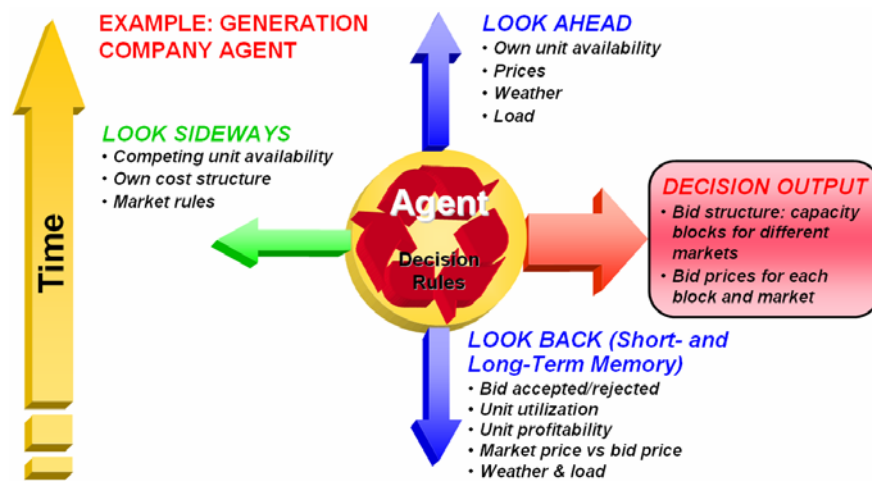 EXAMPLE: GENERATION
COMPANY AGENT
LOOK AHEAD
• Own unit availability
• Prices
• Weather
• Load
LOOK SIDEWAYS
• Competing unit availability
• Own cost structure
• Market rules
Time
Agent
Decision
Rules
DECISION OUTPUT
• Bid structure: capacity
blocks for different
markets
• Bid prices for each
block and market
LOOK BACK (Short- and
Long-Term Memory)
• Bid accepted/rejected
• Unit utilization
• Unit profitability
• Market price vs bid price
• Weather & load